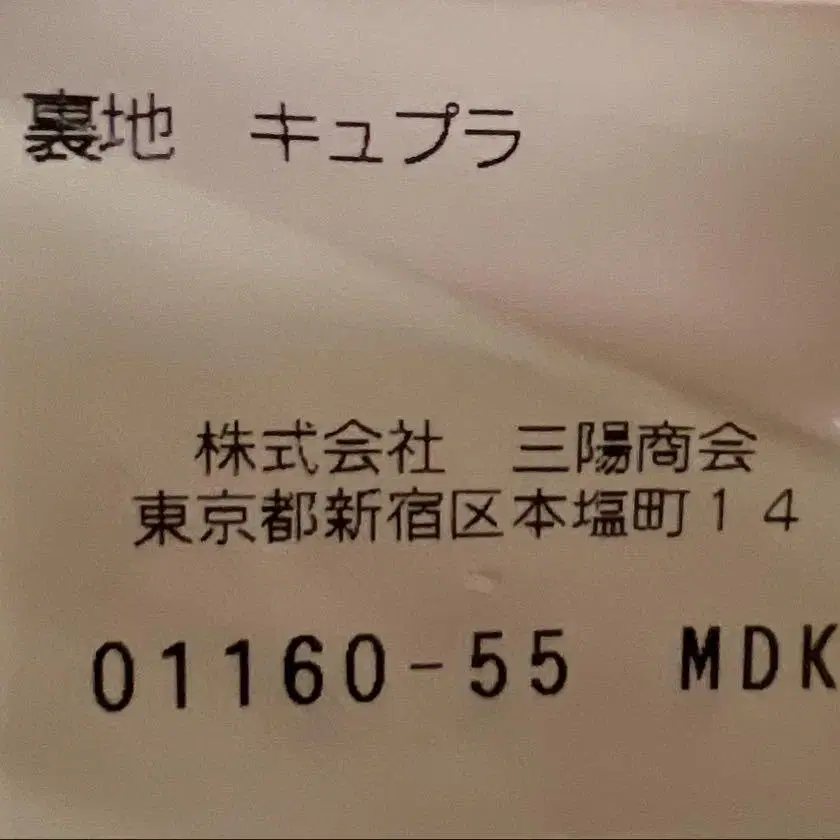 裏地　キュプラ
株式会社　三陽商会
東京都新宿区本塩町１４
01160-55　MDK